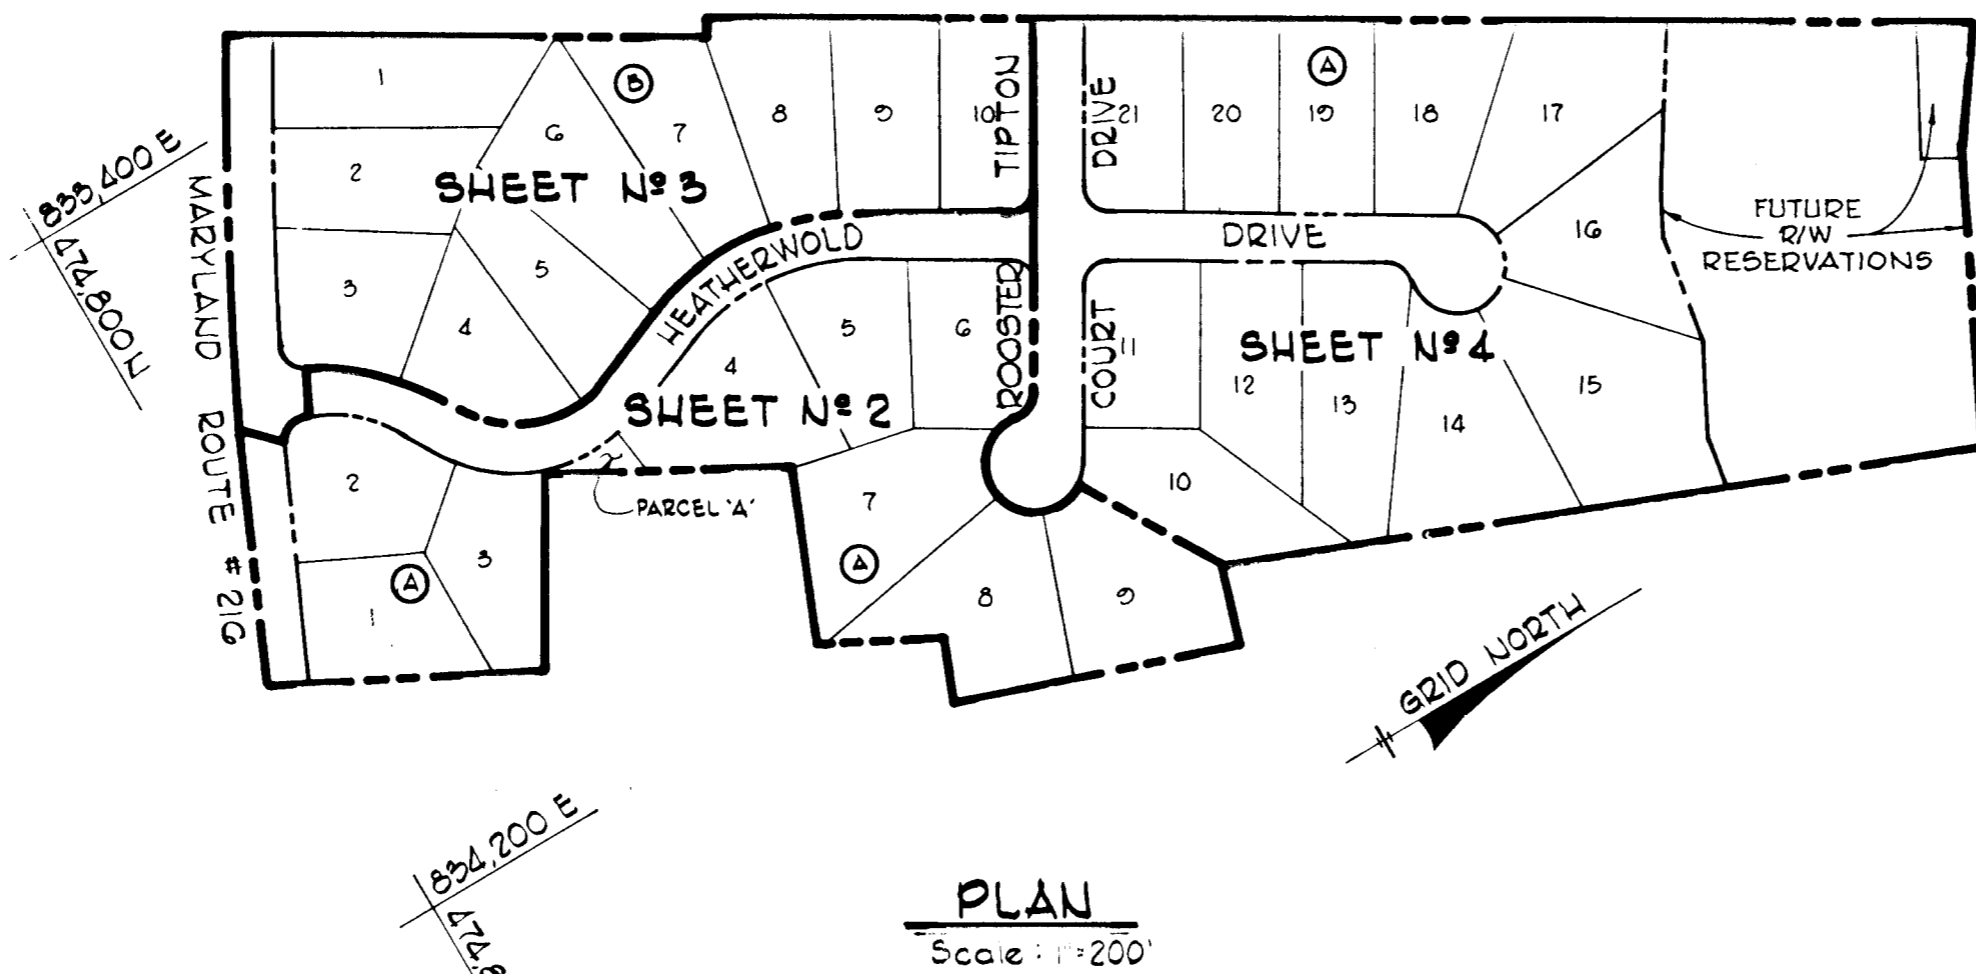 833,400 E
474,800 N
MARYLAND ROUTE # 216
1
2
3
4
5
6
7
B
8
9
10
SHEET Nº 3
TIPTON DRIVE
21
20
A
19
18
17
16
FUTURE
R/W
RESERVATIONS
HEATHERWOLD DRIVE
4
5
6
SHEET Nº 2
ROOSTER COURT
11
12
13
14
15
SHEET Nº 4
PARCEL 'A'
2
3
1
A
7
A
8
9
10
GRID NORTH
834,200 E
474,8
PLAN
Scale : 1"=200'